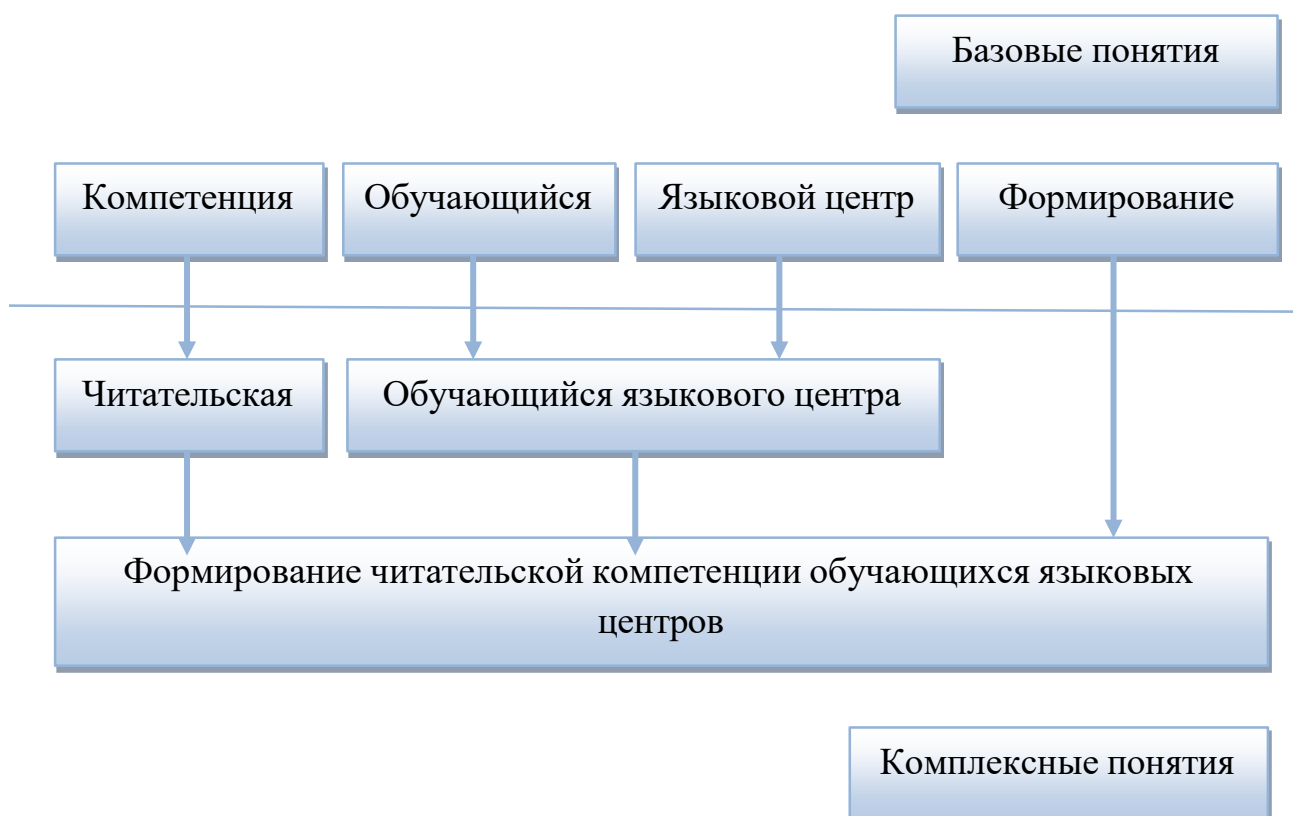 Базовые понятия
Компетенция
Обучающийся
Языковой центр
Формирование
Читательская
Обучающийся языкового центра
Формирование читательской компетенции обучающихся языковых
центров
Комплексные понятия